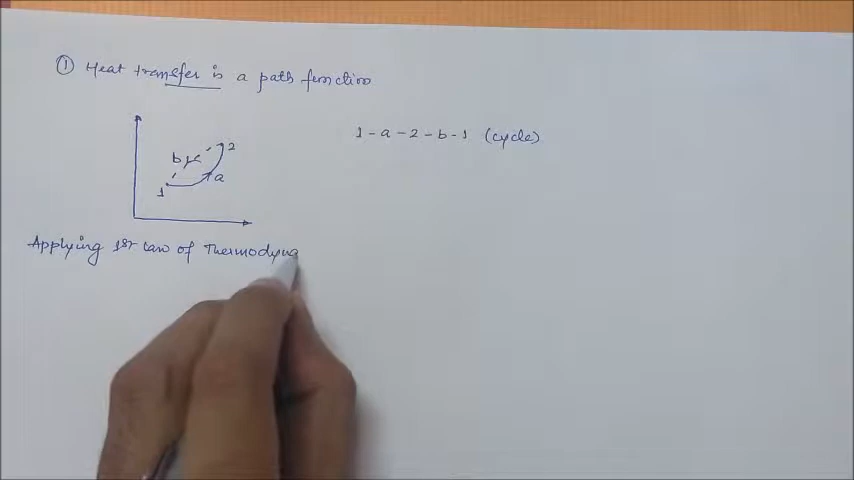 ① Heat transfer is a path function
1 - a - 2 - b - 1 (cycle)
2
b
a
1
Applying 1st law of Thermodyna